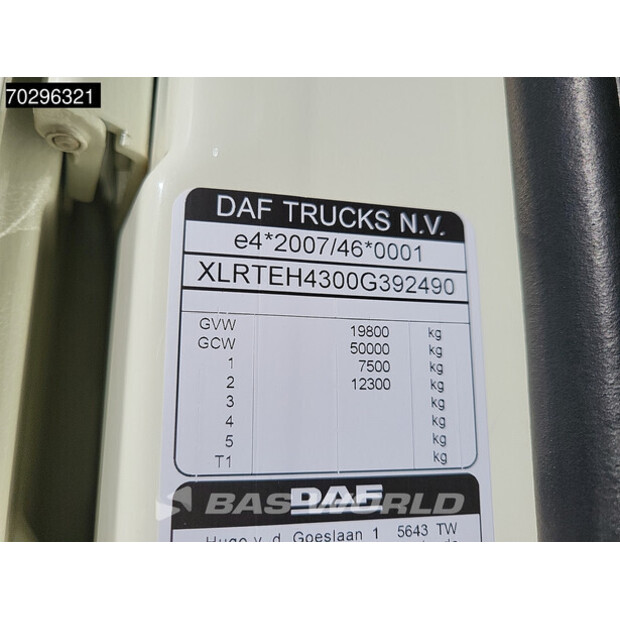 70296321
DAF TRUCKS N.V.
e4*2007/46*0001
XLRTEH4300G392490
GVW 19800 kg
GCW 50000 kg
1 7500 kg
2 12300 kg
3 kg
4 kg
5 kg
T1 kg
DAF
BAS WORLD
Hugo v. d. Goeslaan 1 5643 TW